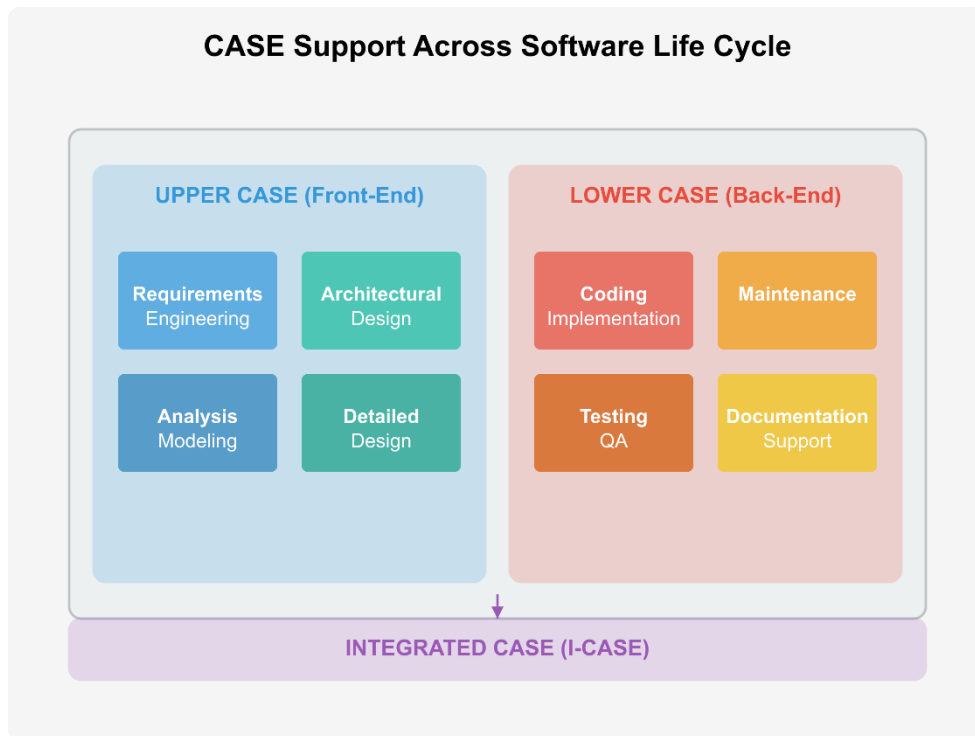 CASE Support Across Software Life Cycle
UPPER CASE (Front-End)
Requirements
Engineering
Architectural
Design
Analysis
Modeling
Detailed
Design
LOWER CASE (Back-End)
Coding
Implementation
Maintenance
Testing
QA
Documentation
Support
INTEGRATED CASE (I-CASE)